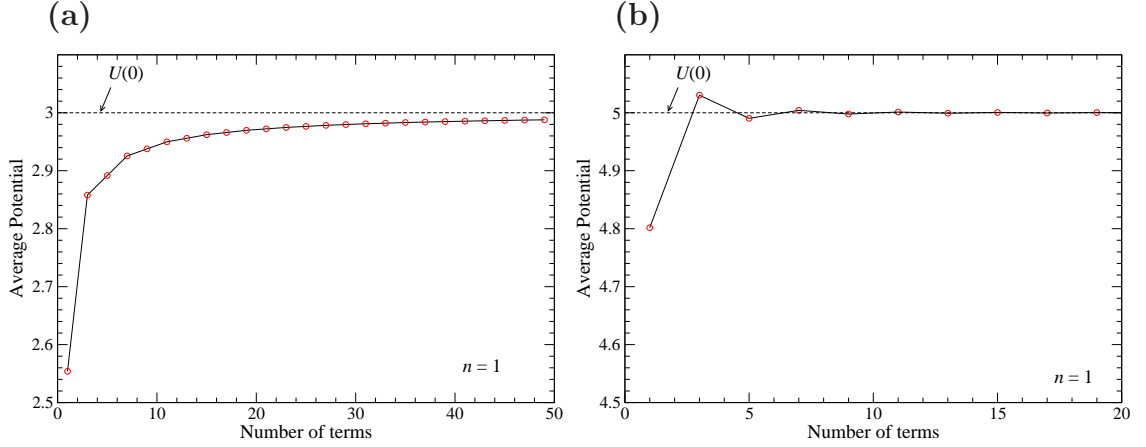 (a)
U(0)
3
2.9
2.8
2.7
2.6
2.5
Average Potential
n = 1
0 10 20 30 40 50
Number of terms
(b)
U(0)
5
4.9
4.8
4.7
4.6
4.5
Average Potential
n = 1
0 5 10 15 20
Number of terms